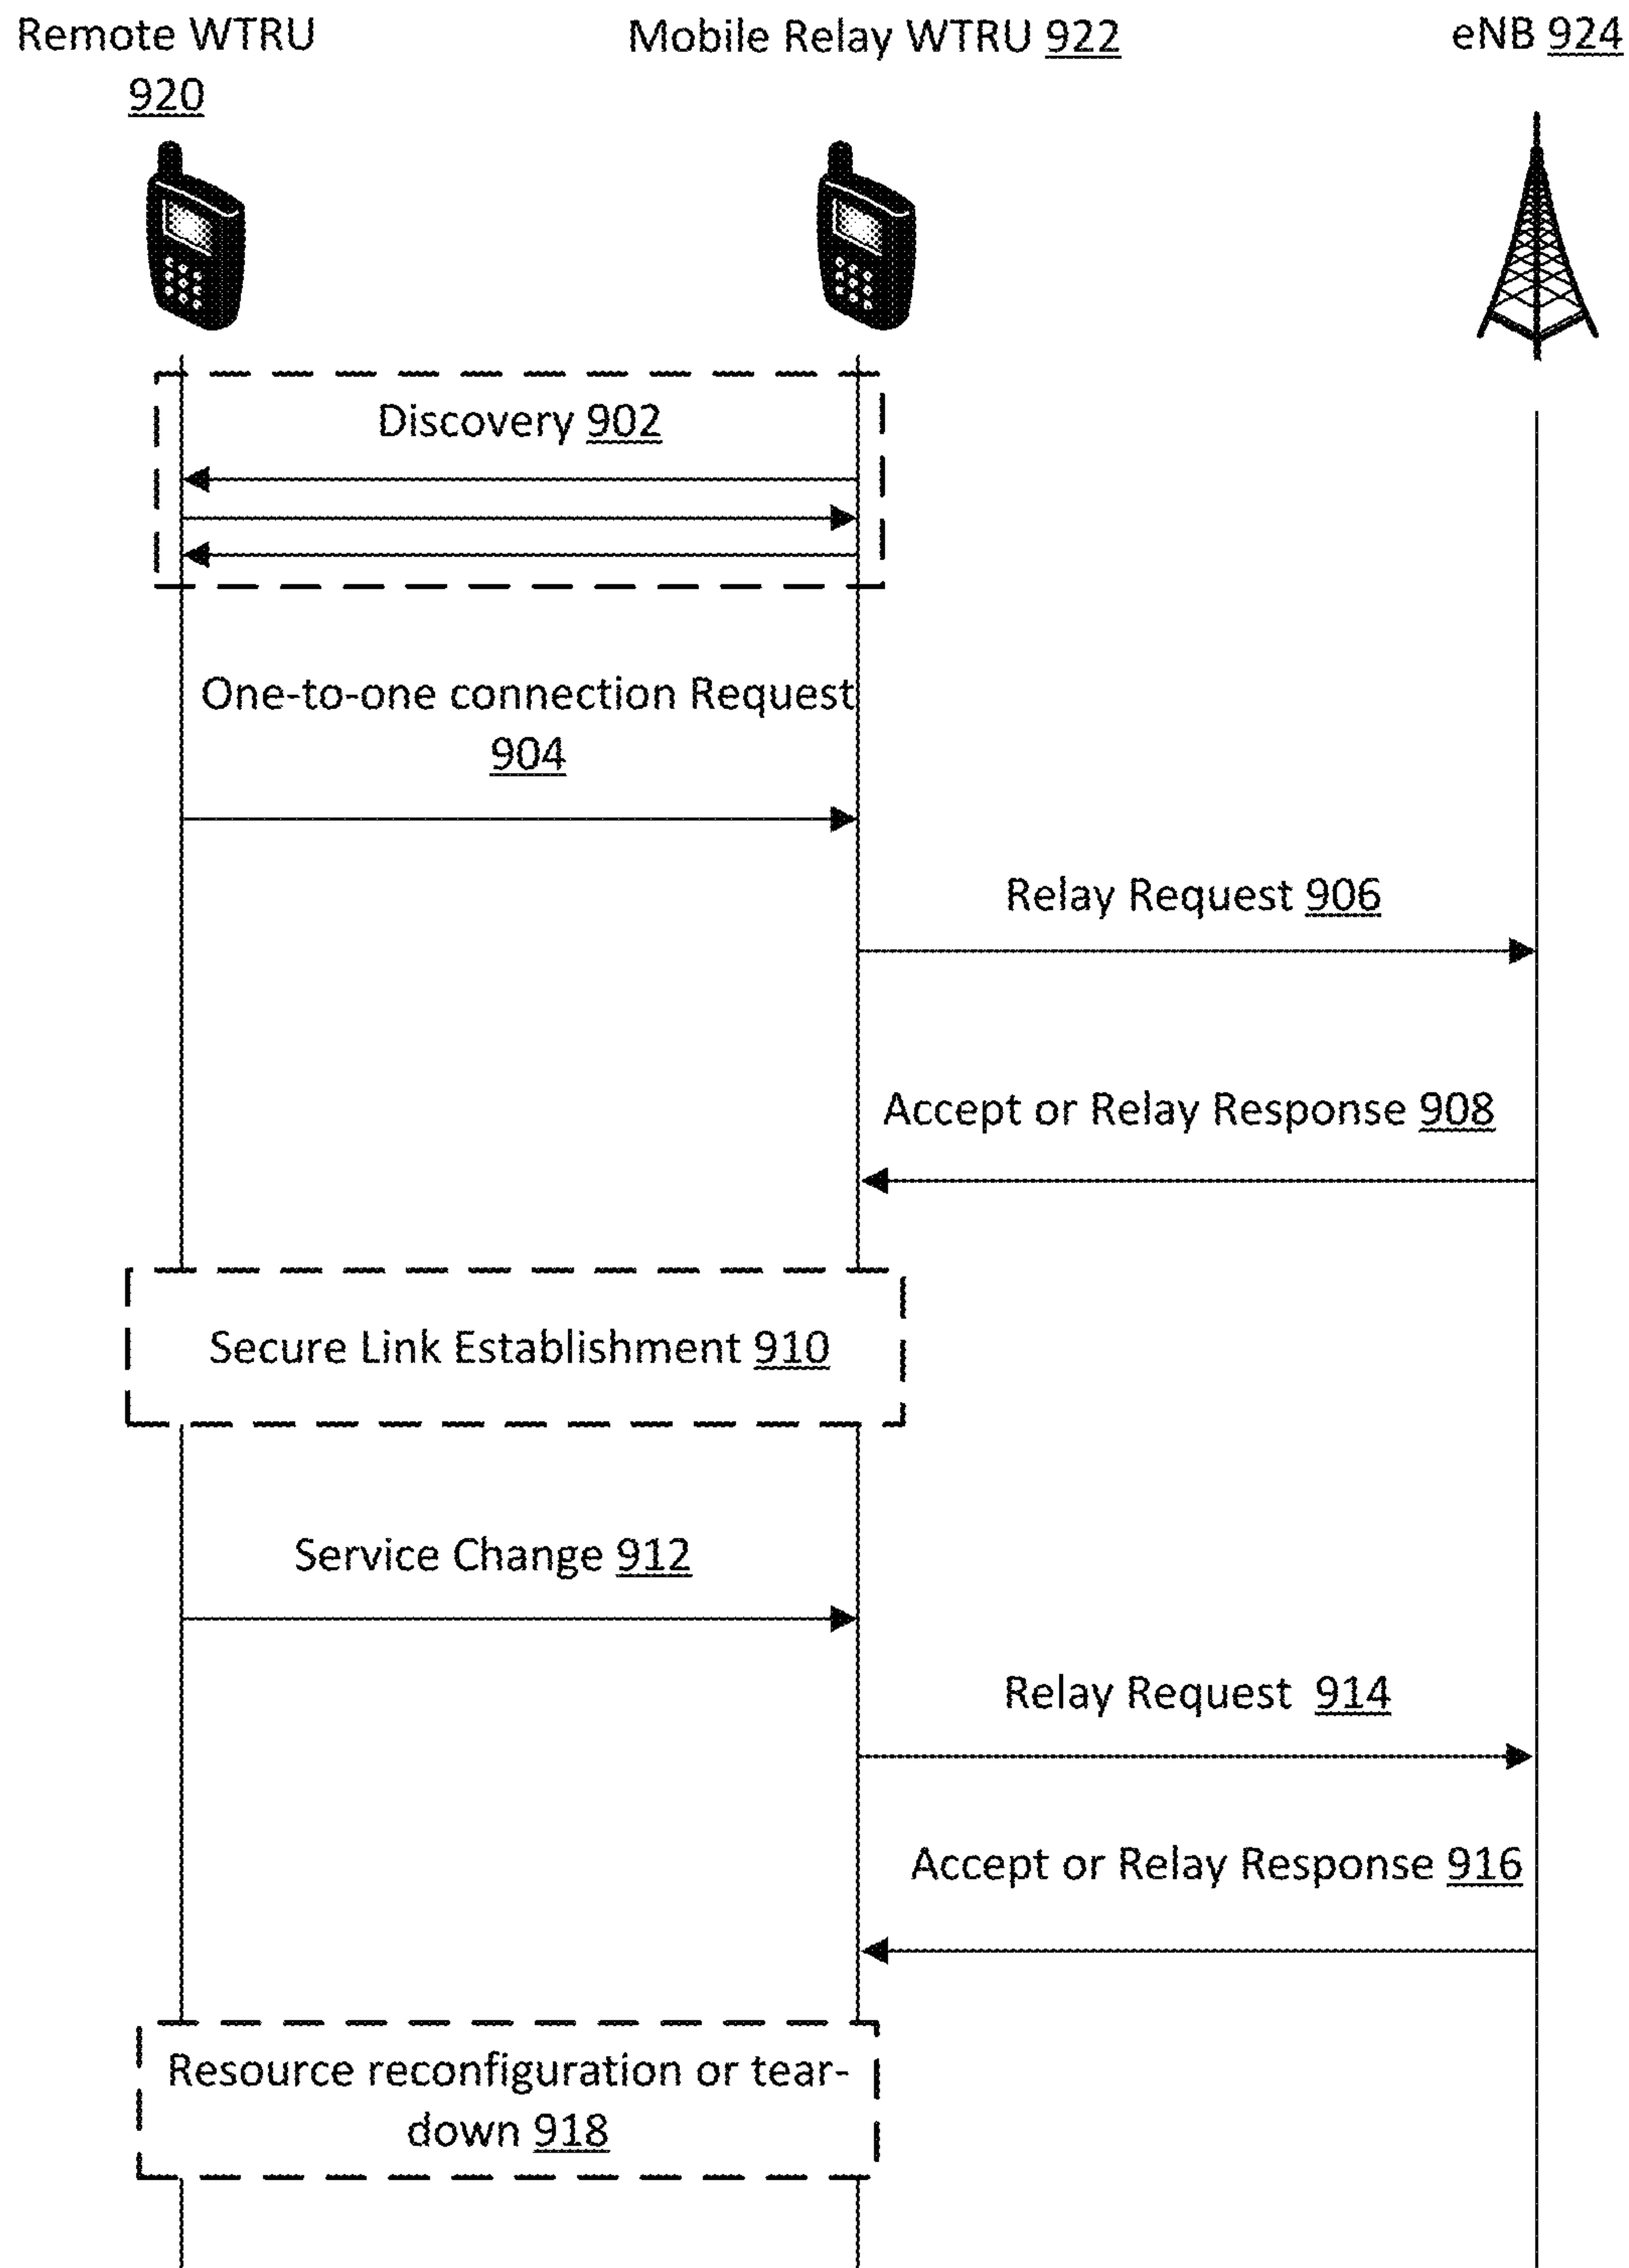 Remote WTRU
920
Mobile Relay WTRU 922
eNB 924
Discovery 902
One-to-one connection Request
904
Relay Request 906
Accept or Relay Response 908
Secure Link Establishment 910
Service Change 912
Relay Request 914
Accept or Relay Response 916
Resource reconfiguration or tear-
down 918